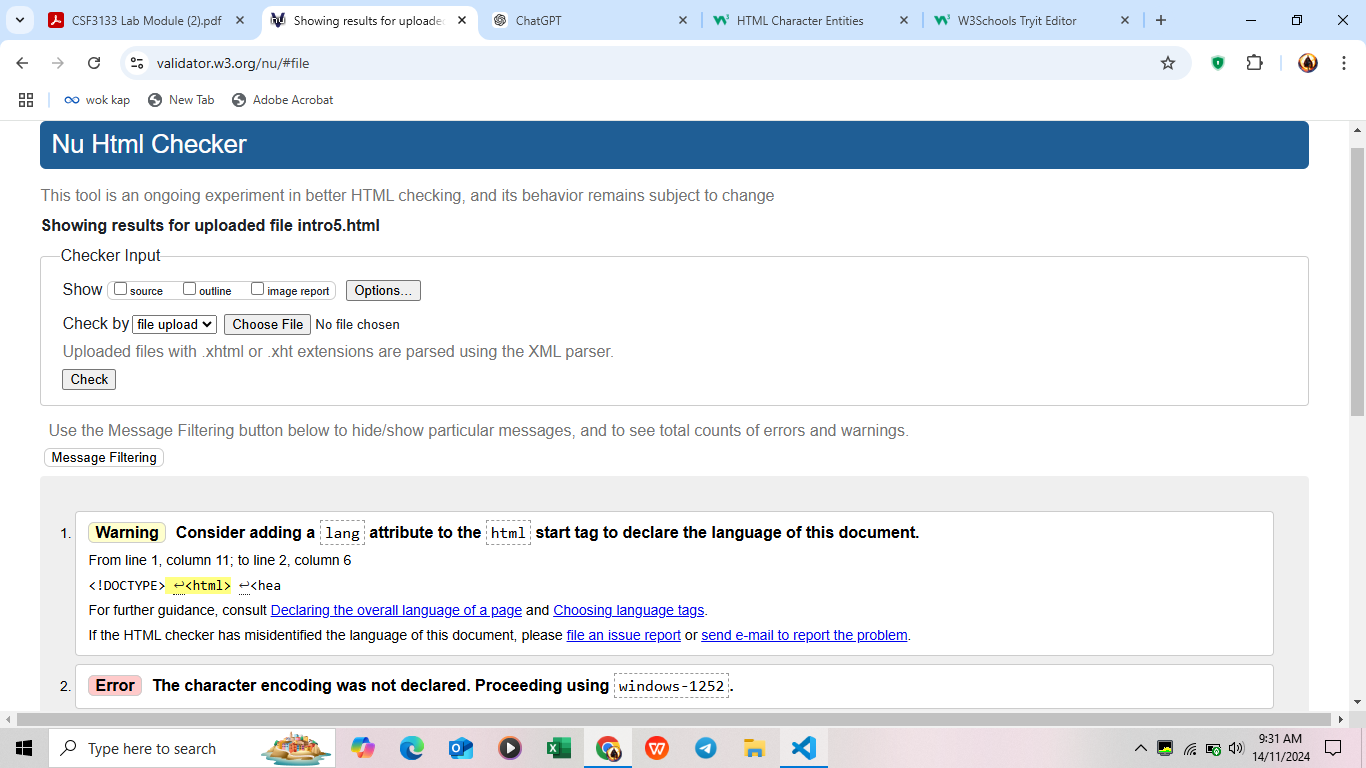 CSF3133 Lab Module (2).pdf
Showing results for uploaded
ChatGPT
HTML Character Entities
W3Schools Tryit Editor
validator.w3.org/nu/#file
wok kap
New Tab
Adobe Acrobat
Nu Html Checker
This tool is an ongoing experiment in better HTML checking, and its behavior remains subject to change
Showing results for uploaded file intro5.html
Checker Input
Show source outline image report Options...
Check by file upload Choose File No file chosen
Uploaded files with .xhtml or .xht extensions are parsed using the XML parser.
Check
Use the Message Filtering button below to hide/show particular messages, and to see total counts of errors and warnings.
Message Filtering
1. Warning Consider adding a lang attribute to the html start tag to declare the language of this document.
From line 1, column 11; to line 2, column 6
<!DOCTYPE> ↩<html> ↩<hea
For further guidance, consult Declaring the overall language of a page and Choosing language tags.
If the HTML checker has misidentified the language of this document, please file an issue report or send e-mail to report the problem.
2. Error The character encoding was not declared. Proceeding using windows-1252.
Type here to search
9:31 AM
14/11/2024